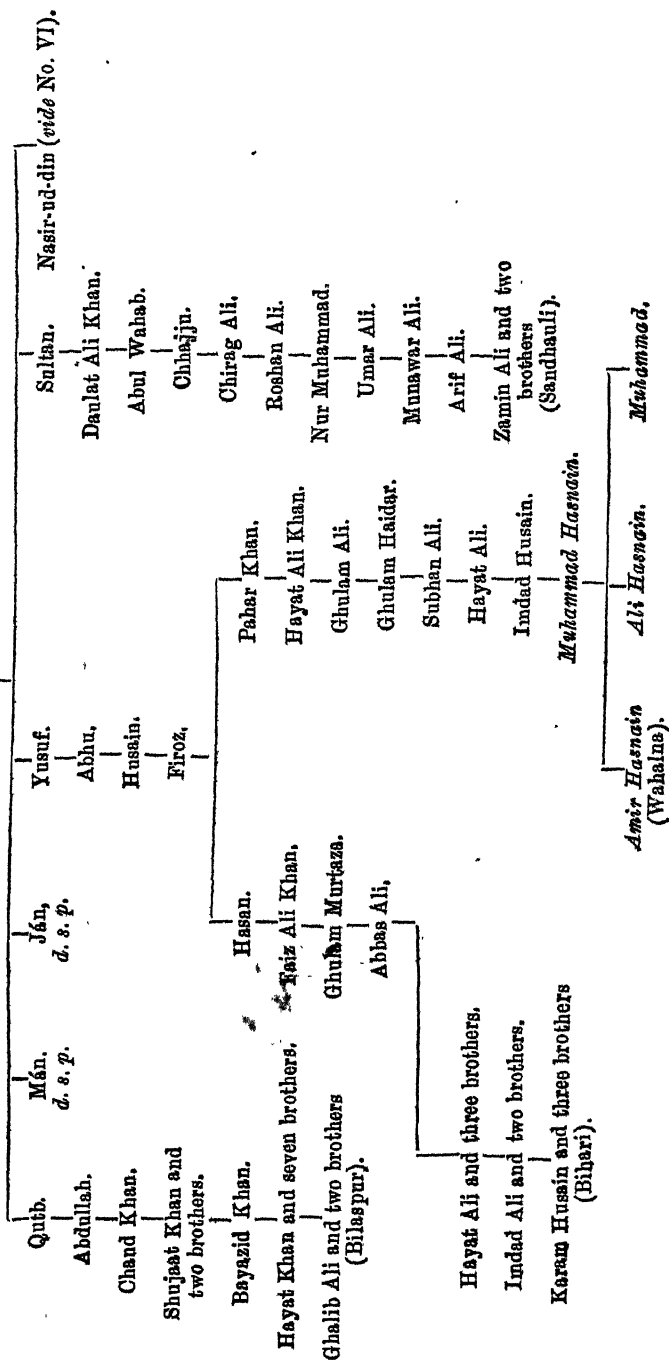 Qutb.
Abdullah.
Chand Khan.
Shujaat Khan and
two brothers.
Bayazid Khan.
Hayat Khan and seven brothers.
Ghalib Ali and two brothers
(Bilaspur).
Mán.
d. s. p.
Ján,
d. s. p.
Yusuf.
Abhu,
Husain.
Firoz.
Hasan.
Faiz Ali Khan.
Ghulam Murtaza.
Abbas Ali,
Hayat Ali and three brothers.
Imdad Ali and two brothers.
Karam Husain and three brothers
(Bihari).
Pahar Khan.
Hayat Ali Khan.
Ghulam Ali.
Ghulam Haidar.
Subhan Ali.
Hayat Ali.
Imdad Husain.
Muhammad Hasnain.
Amir Hasnain
(Wahalna).
Ali Hasnain.
Muhammad.
Sultan.
Daulat Ali Khan.
Abul Wahab.
Chhajju.
Chirag Ali.
Roshan Ali.
Nur Muhammad.
Umar Ali.
Munawar Ali.
Arif Ali.
Zamin Ali and two
brothers
(Sandhauli).
Nasir-ud-din (vide No. VI).